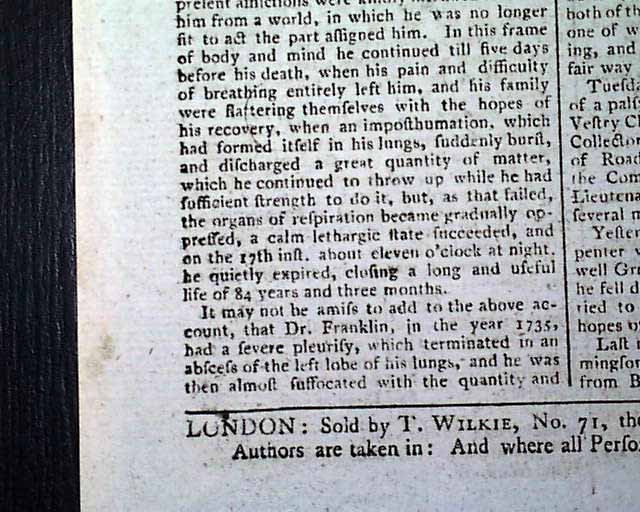 present afflictions were kindly
him from a world, in which he was no longer
fit to act the part aſſigned him. In this frame
of body and mind he continued till five days
before his death, when his pain and difficulty
of breathing entirely left him, and his family
were flattering themſelves with the hopes of
his recovery, when an impoſthumation, which
had formed itſelf in his lungs, ſuddenly burſt,
and diſcharged a great quantity of matter,
which he continued to throw up while he had
ſufficient ſtrength to do it, but, as that failed,
the organs of reſpiration became gradually op-
preſſed, a calm lethargic ſtate ſucceeded, and
on the 17th inſt. about eleven o'clock at night,
he quietly expired, cloſing a long and uſeful
life of 84 years and three months.
It may not be amiſs to add to the above ac-
count, that Dr. Franklin, in the year 1735,
had a ſevere pleuriſy, which terminated in an
abſceſs of the left lobe of his lungs, and he was
then almoſt ſuffocated with the quantity and
both of th
one of w
ing, and
fair way
Tueſda
of a palſ
Veſtry Cl
Collector
of Road
the Com
Lieutena
ſeveral m
Yeſter
penter w
well Gr
he fell d
ried to
hopes o
Laſt
mingſor
from B
LONDON: Sold by T. WILKIE, No. 71, the
Authors are taken in: And where all Perſo